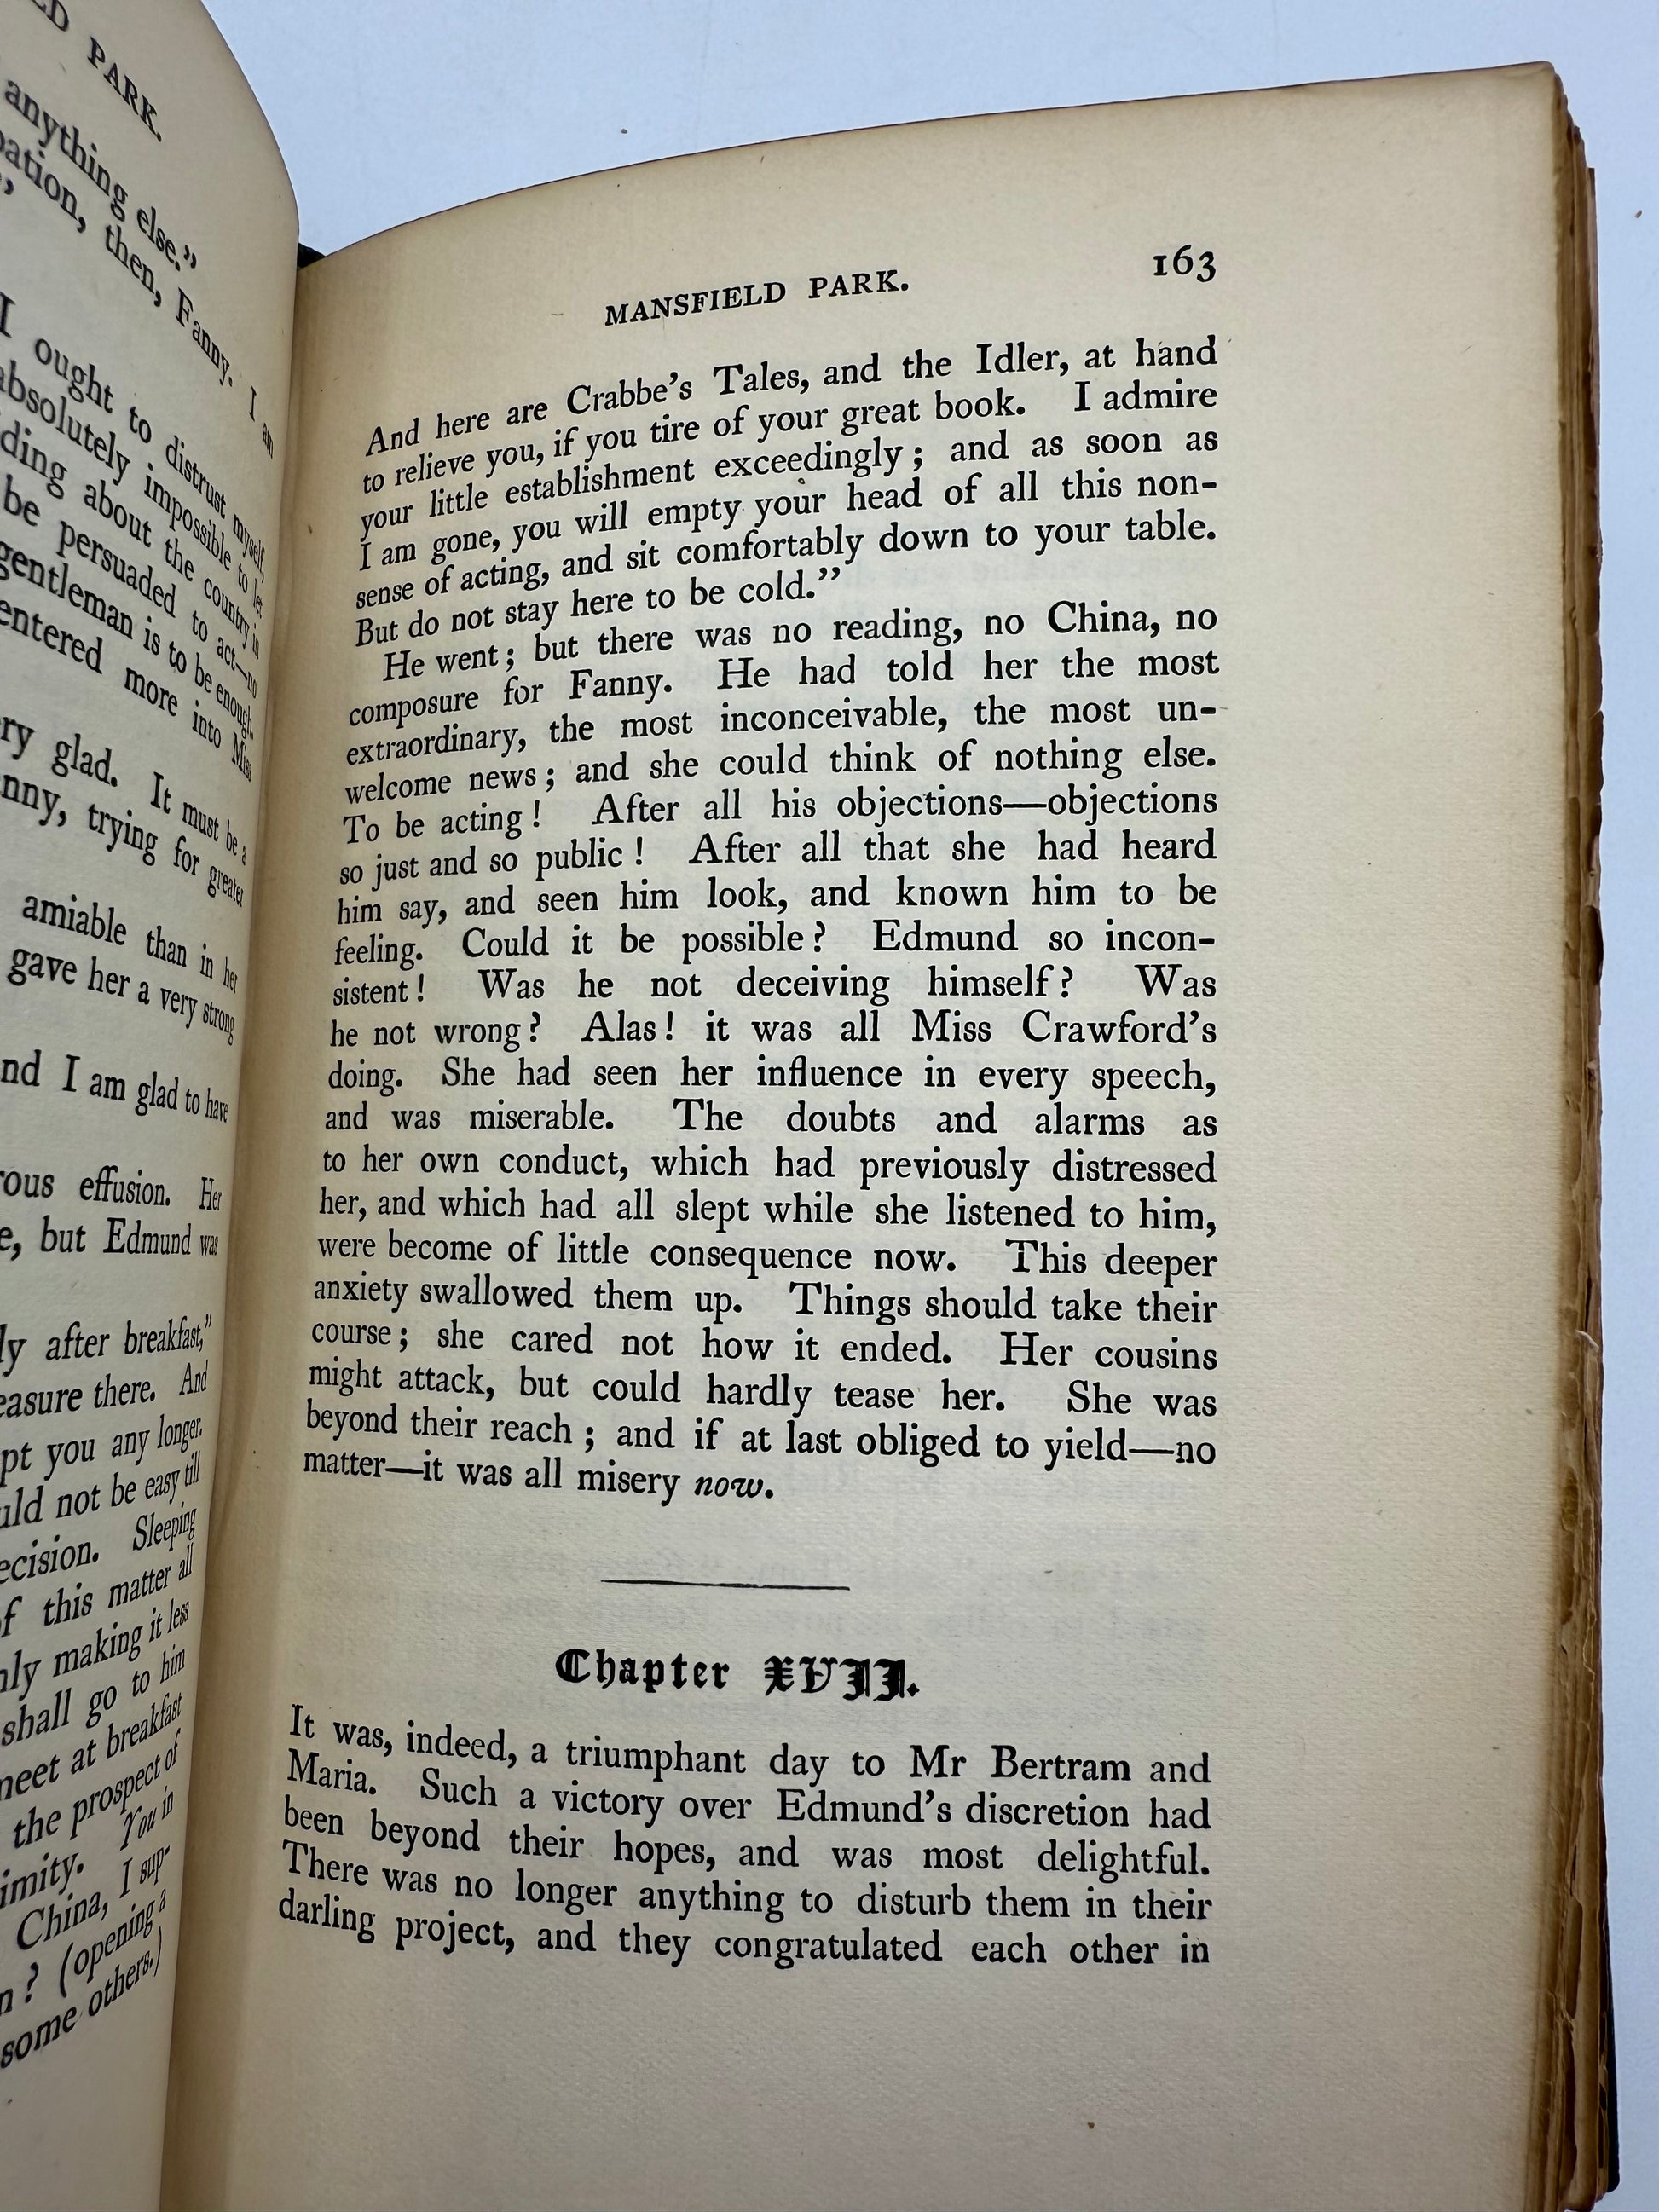 PARK.
anything else."
then, Fanny. I am
I ought to distrust myself,
absolutely impossible to let
about the country in
be persuaded to act—no
gentleman is to be enough.
entered more into Miss
glad. It must be a
trying for greater
amiable than in her
gave her a very strong
I am glad to have
effusion. Her
but Edmund was
after breakfast,"
there. And
you any longer.
not be easy till
Sleeping
this matter all
making it less
shall go to him
at breakfast
the prospect of
You in
China, I sup-
(opening a
some others.)
MANSFIELD PARK. 163
And here are Crabbe's Tales, and the Idler, at hand
to relieve you, if you tire of your great book. I admire
your little establishment exceedingly; and as soon as
I am gone, you will empty your head of all this non-
sense of acting, and sit comfortably down to your table.
But do not stay here to be cold."
He went; but there was no reading, no China, no
composure for Fanny. He had told her the most
extraordinary, the most inconceivable, the most un-
welcome news; and she could think of nothing else.
To be acting! After all his objections—objections
so just and so public! After all that she had heard
him say, and seen him look, and known him to be
feeling. Could it be possible? Edmund so incon-
sistent! Was he not deceiving himself? Was
he not wrong? Alas! it was all Miss Crawford's
doing. She had seen her influence in every speech,
and was miserable. The doubts and alarms as
to her own conduct, which had previously distressed
her, and which had all slept while she listened to him,
were become of little consequence now. This deeper
anxiety swallowed them up. Things should take their
course; she cared not how it ended. Her cousins
might attack, but could hardly tease her. She was
beyond their reach; and if at last obliged to yield—no
matter—it was all misery now.
Chapter XVII.
It was, indeed, a triumphant day to Mr Bertram and
Maria. Such a victory over Edmund's discretion had
been beyond their hopes, and was most delightful.
There was no longer anything to disturb them in their
darling project, and they congratulated each other in